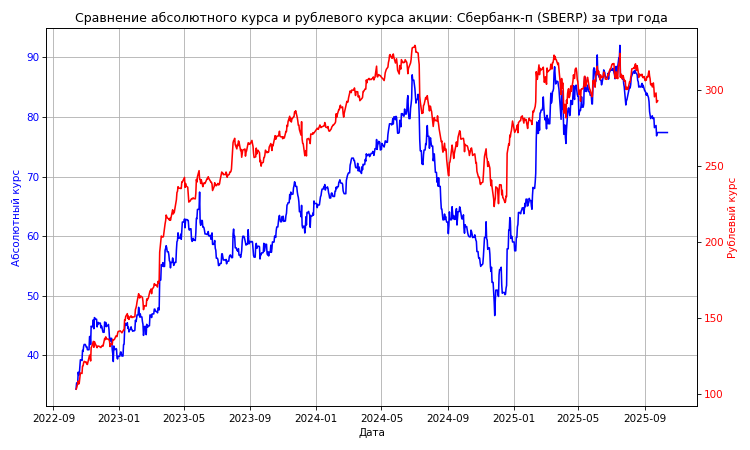 Сравнение абсолютного курса и рублевого курса акции: Сбербанк-п (SBERP) за три года
90
80
70
60
50
40
Абсолютный курс
300
250
200
150
100
Рублевый курс
2022-09 2023-01 2023-05 2023-09 2024-01 2024-05 2024-09 2025-01 2025-05 2025-09
Дата